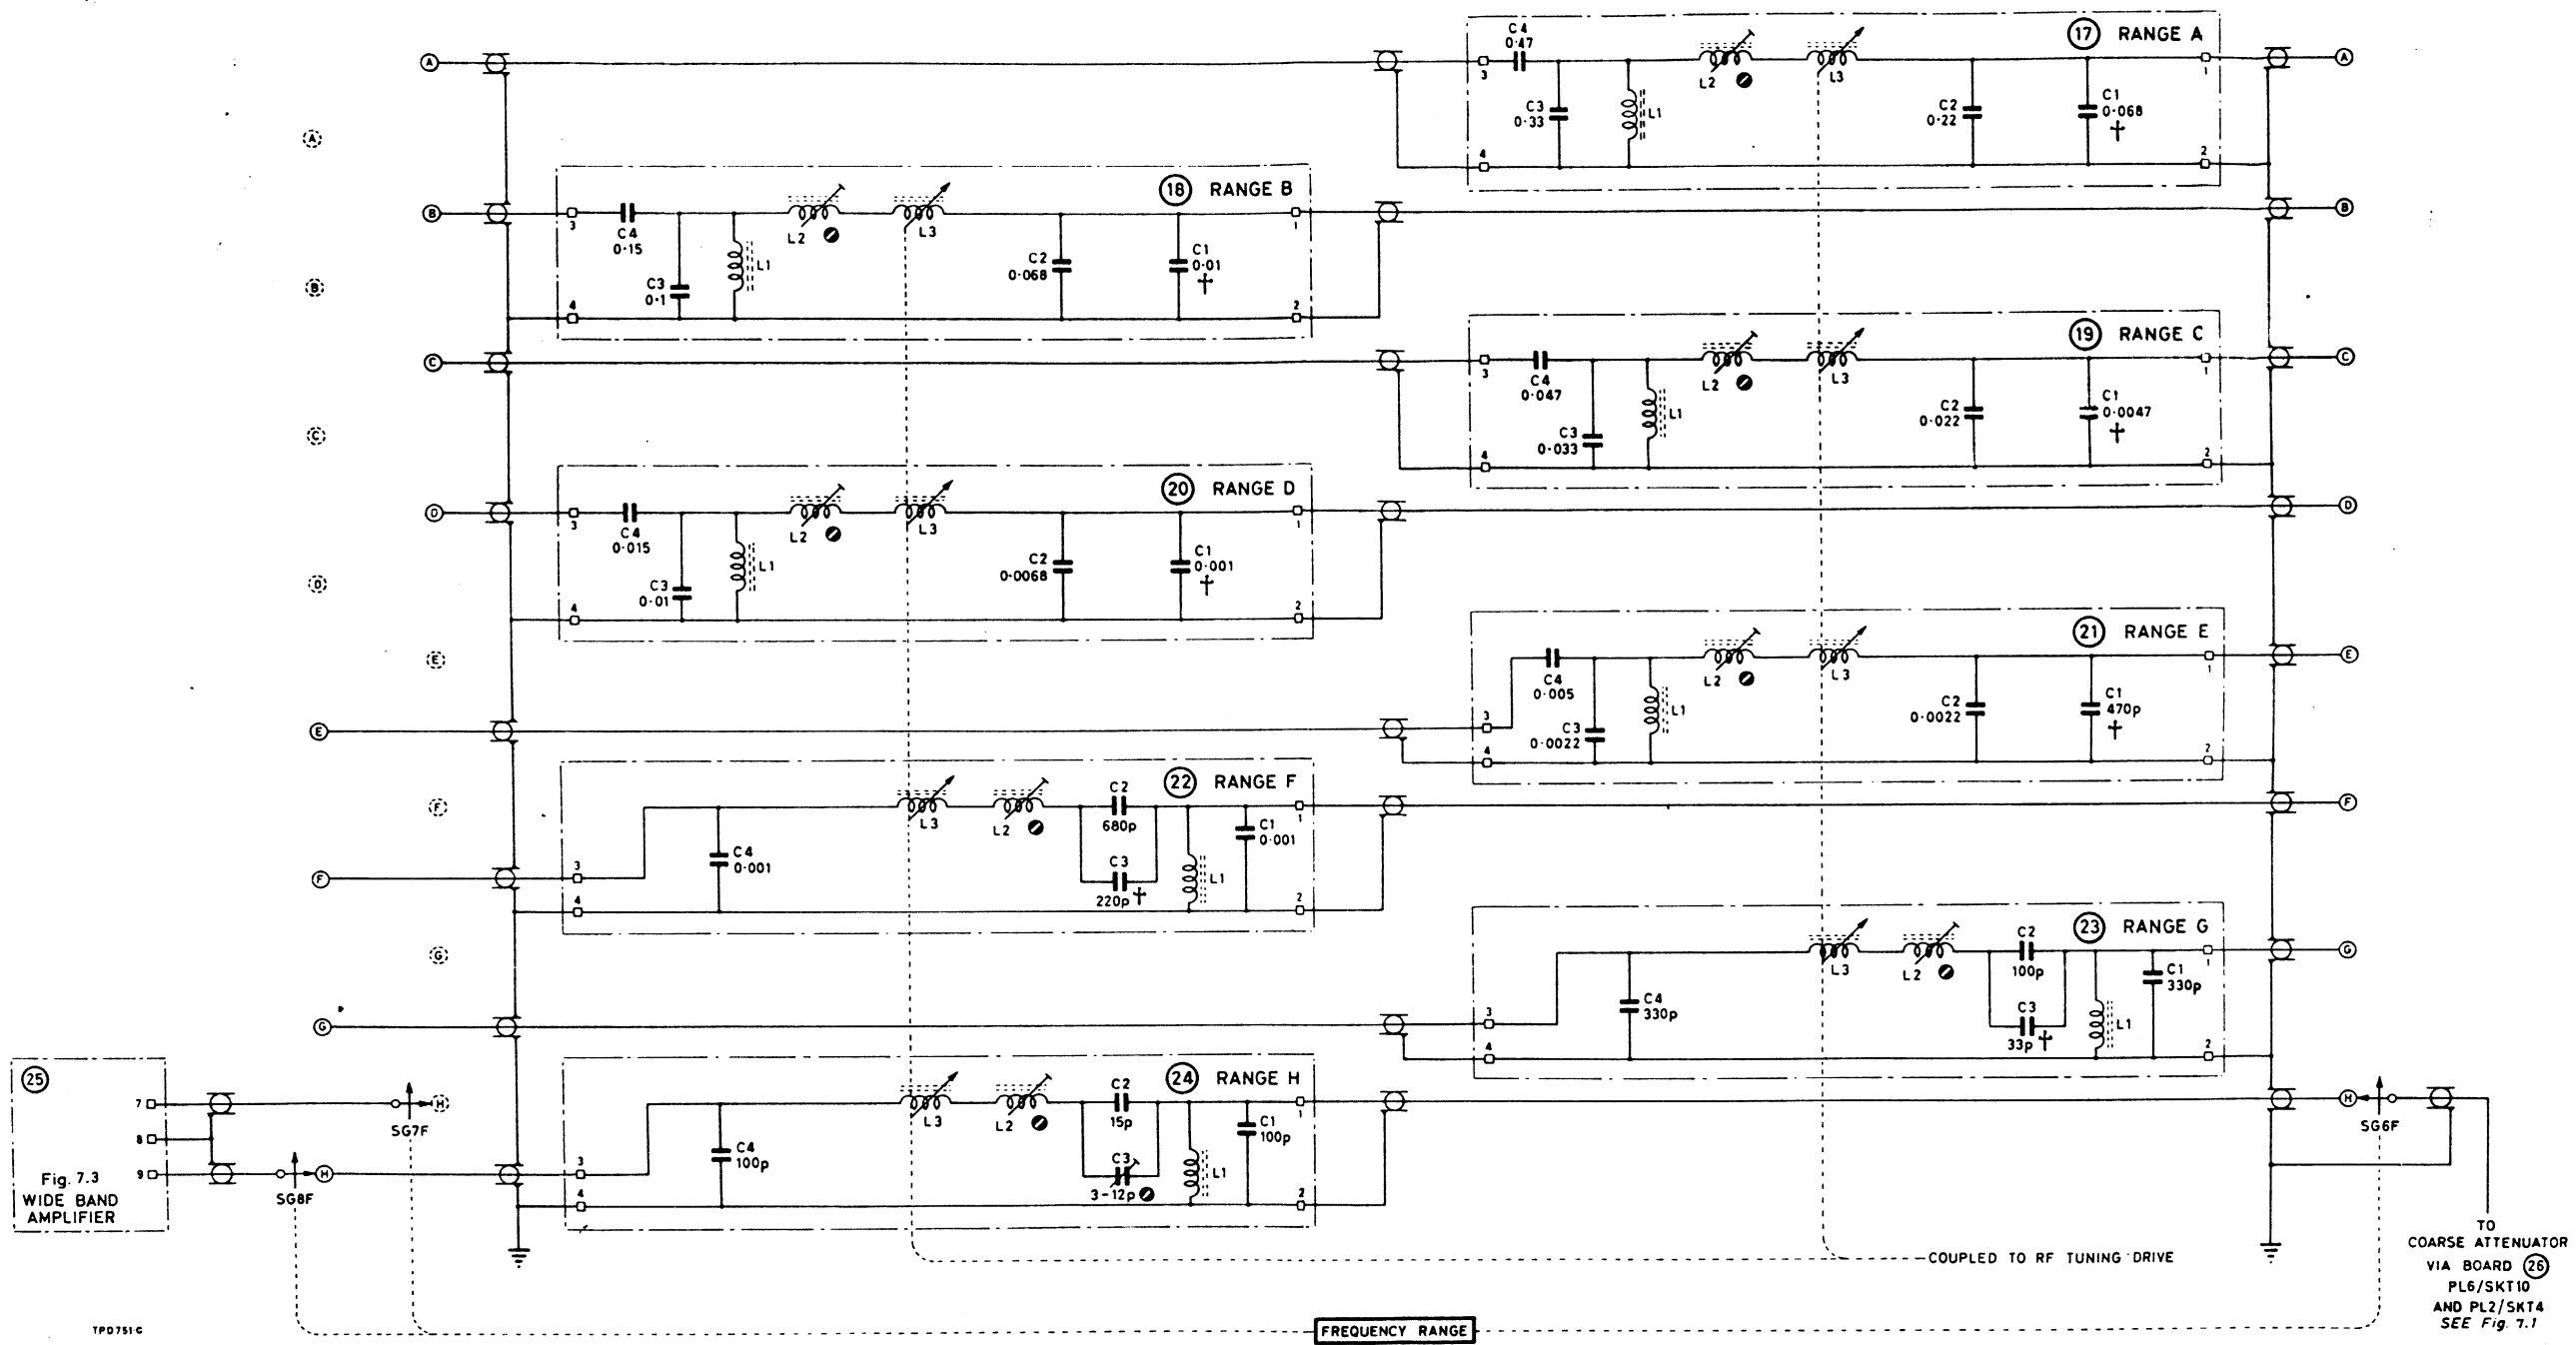 A
C4
0·47
17 RANGE A
A
3
L2
L3
1
C3
0·33
L1
C2
0·22
C1
0·068
†
A
4
2
18 RANGE B
B
B
3
C4
0·15
L2
L3
1
C3
0·1
L1
C2
0·068
C1
0·01
†
B
4
2
19 RANGE C
C
C
3
C4
0·047
L2
L3
1
C3
0·033
L1
C2
0·022
C1
0·0047
†
C
4
2
20 RANGE D
D
D
3
C4
0·015
L2
L3
1
C3
0·01
L1
C2
0·0068
C1
0·001
†
D
4
2
21 RANGE E
E
E
C4
0·005
L2
L3
1
C3
0·0022
L1
C2
0·0022
C1
470p
†
E
3
4
2
22 RANGE F
F
C2
680p
F
L3
L2
1
C4
0·001
C3
220p †
L1
C1
0·001
F
3
4
2
23 RANGE G
G
C2
100p
G
L3
L2
1
C4
330p
C3
33p †
L1
C1
330p
G
3
4
2
25
24 RANGE H
7
H
SG7F
C2
15p
L3
L2
1
H
SG6F
8
C4
100p
C3
3-12p
L1
C1
100p
9
H
SG8F
3
4
2
Fig. 7.3
WIDE BAND
AMPLIFIER
COUPLED TO RF TUNING DRIVE
TO
COARSE ATTENUATOR
VIA BOARD 26
PL6/SKT10
AND PL2/SKT4
SEE Fig. 7.1
TPD751·C
FREQUENCY RANGE